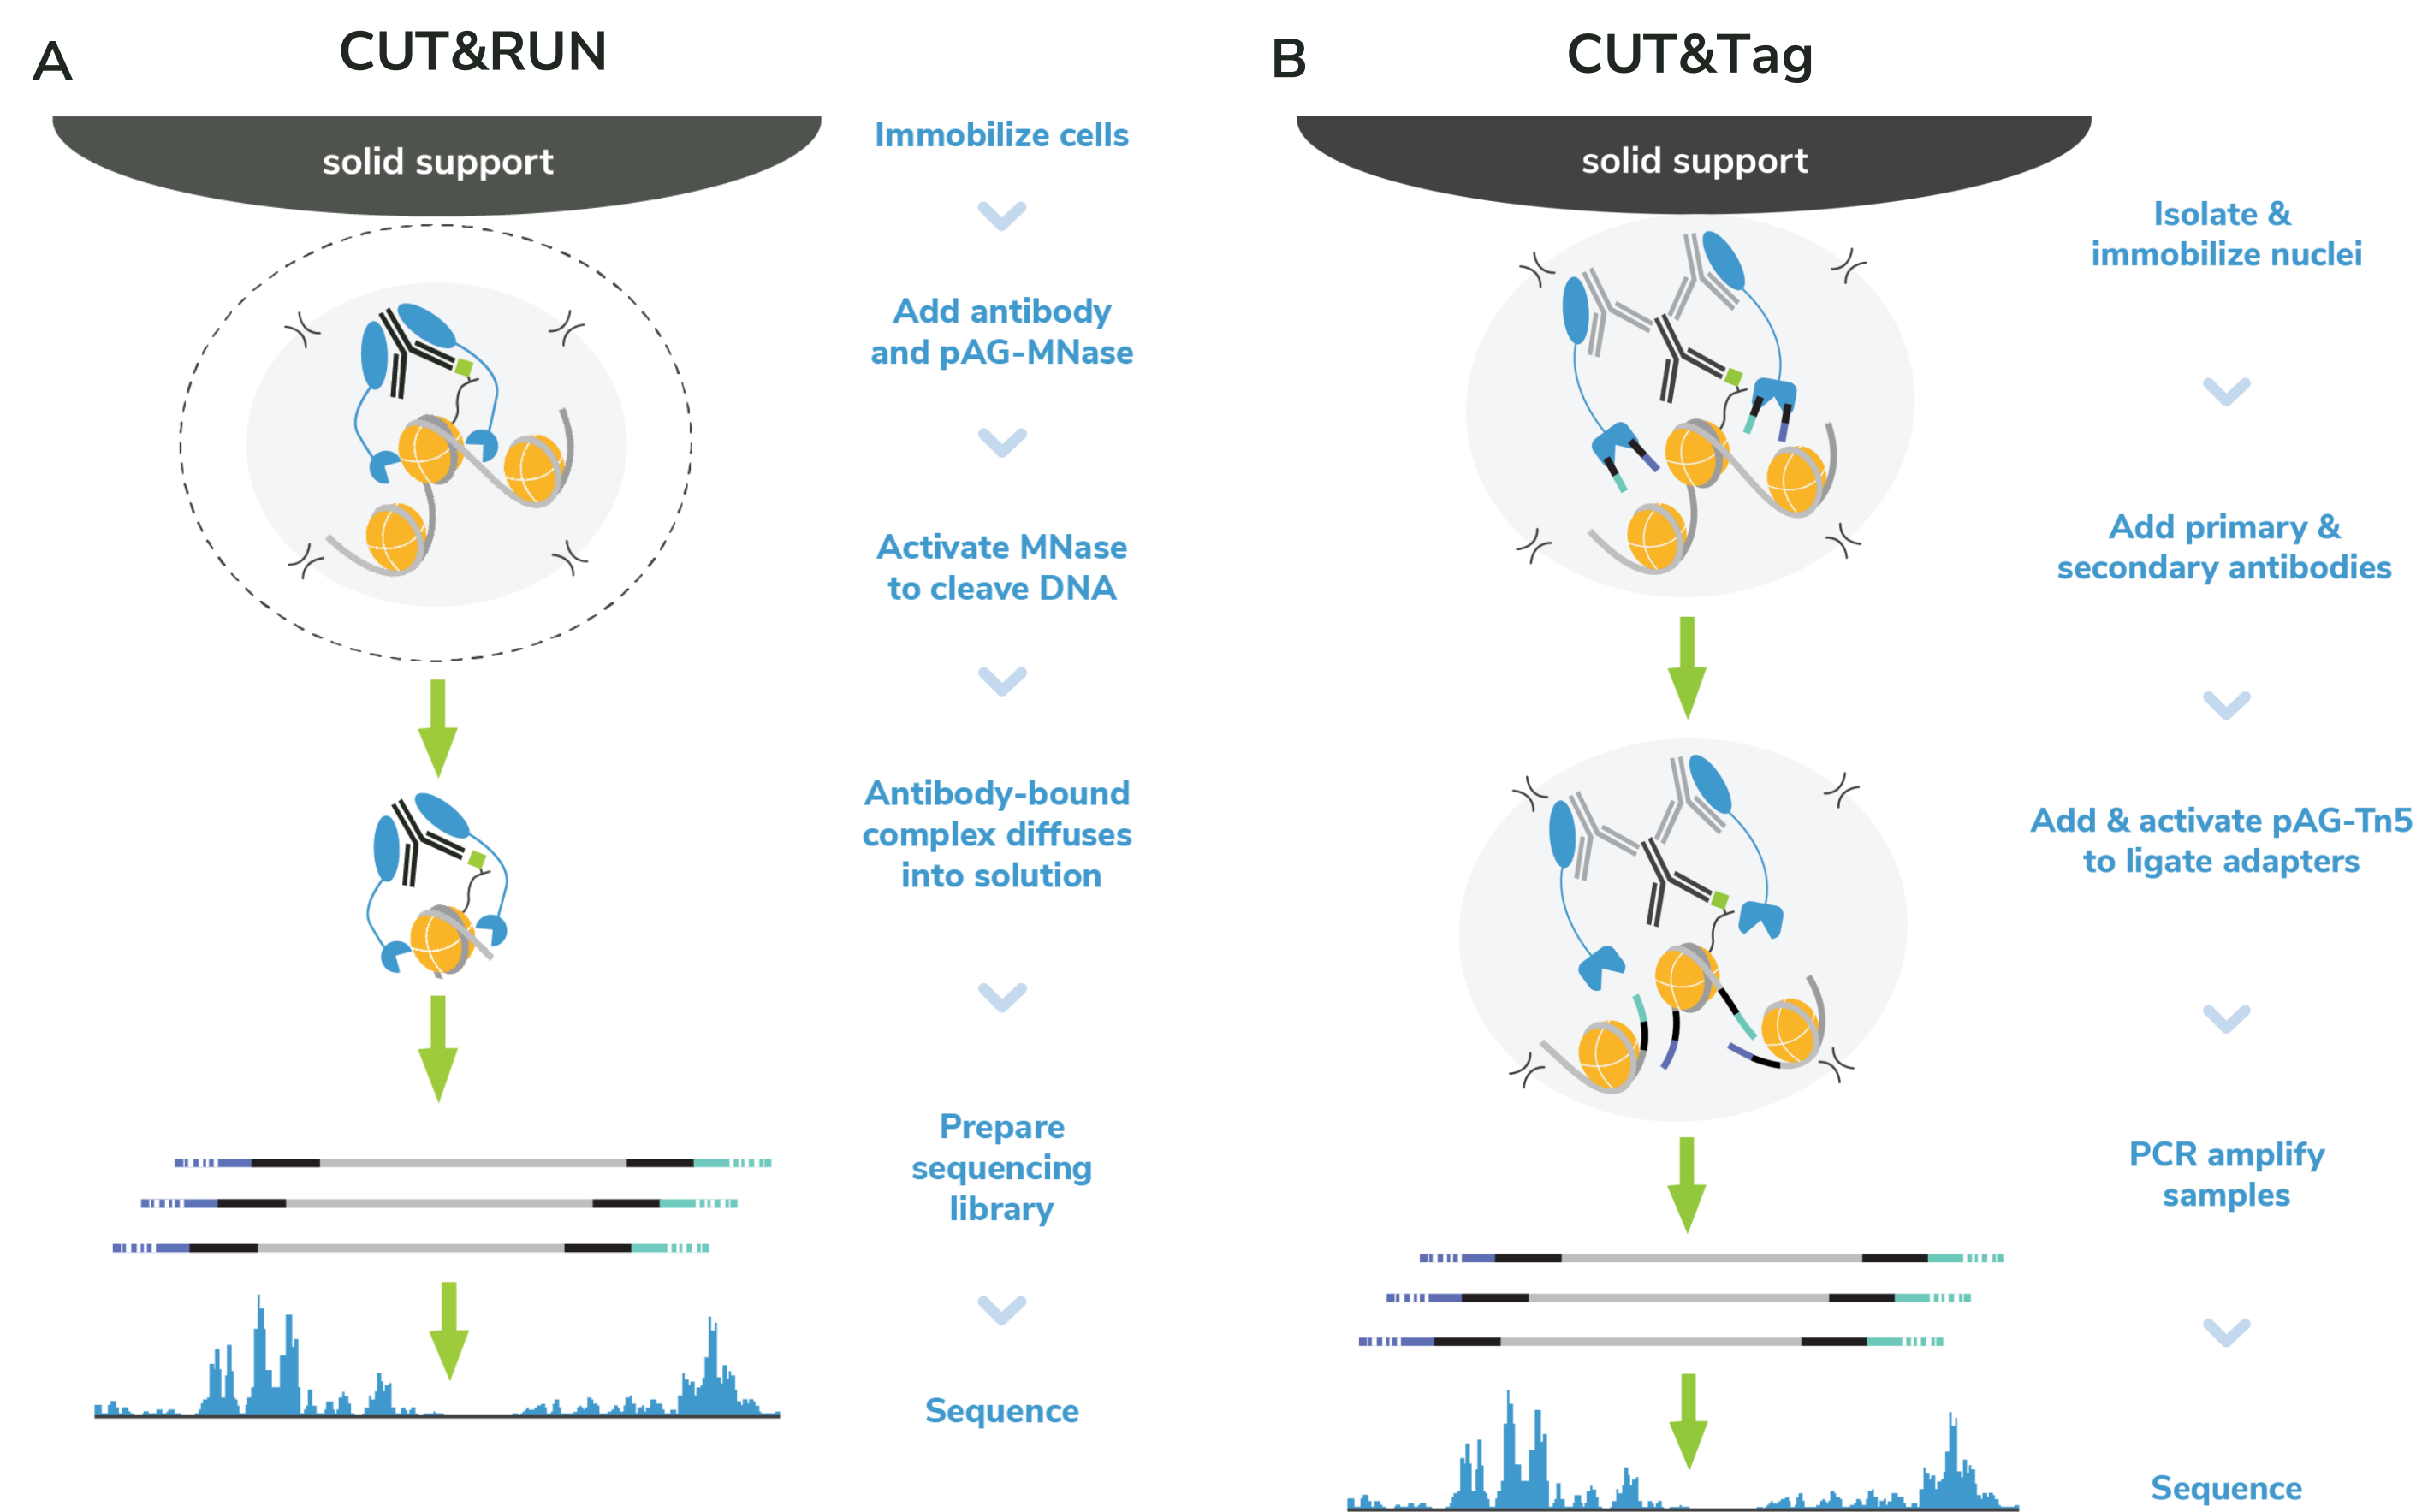 A
CUT&RUN
solid support
Immobilize cells
Add antibody
and pAG-MNase
Activate MNase
to cleave DNA
Antibody-bound
complex diffuses
into solution
Prepare
sequencing
library
Sequence
B
CUT&Tag
solid support
Isolate &
immobilize nuclei
Add primary &
secondary antibodies
Add & activate pAG-Tn5
to ligate adapters
PCR amplify
samples
Sequence